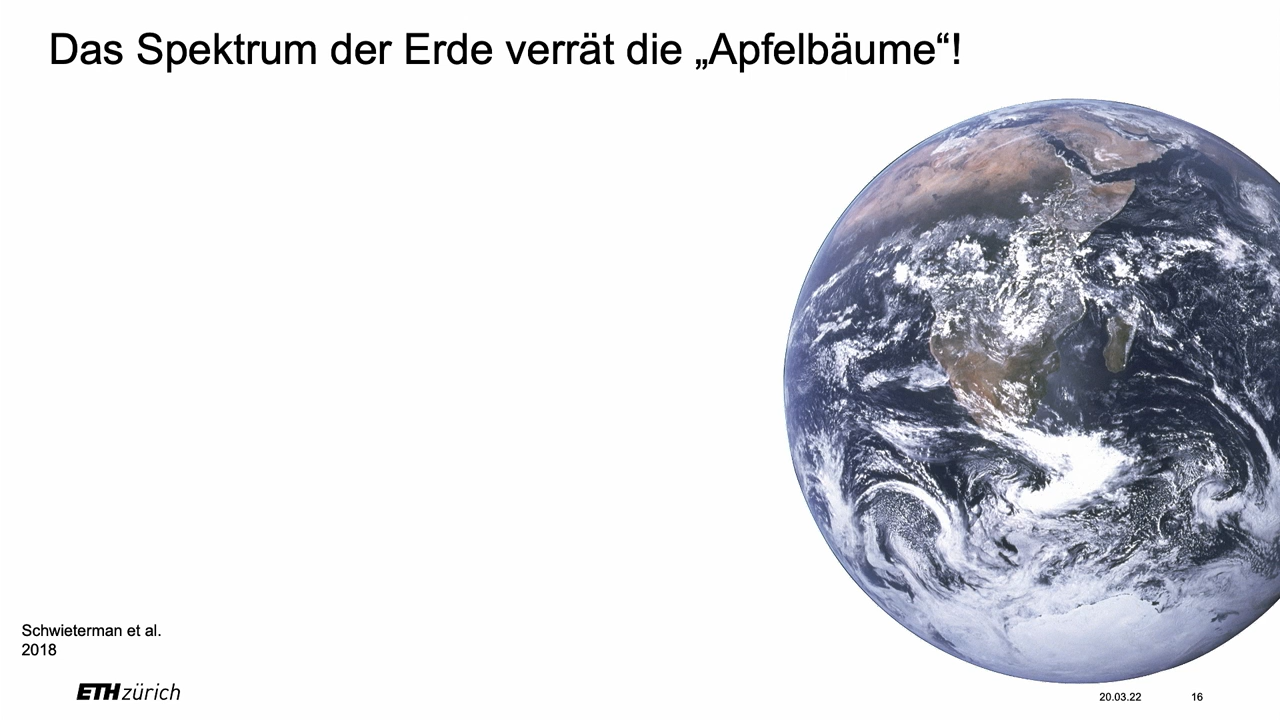 Das Spektrum der Erde verrät die „Apfelbäume“!
Schwieterman et al.
2018
ETH zürich
20.03.22
16